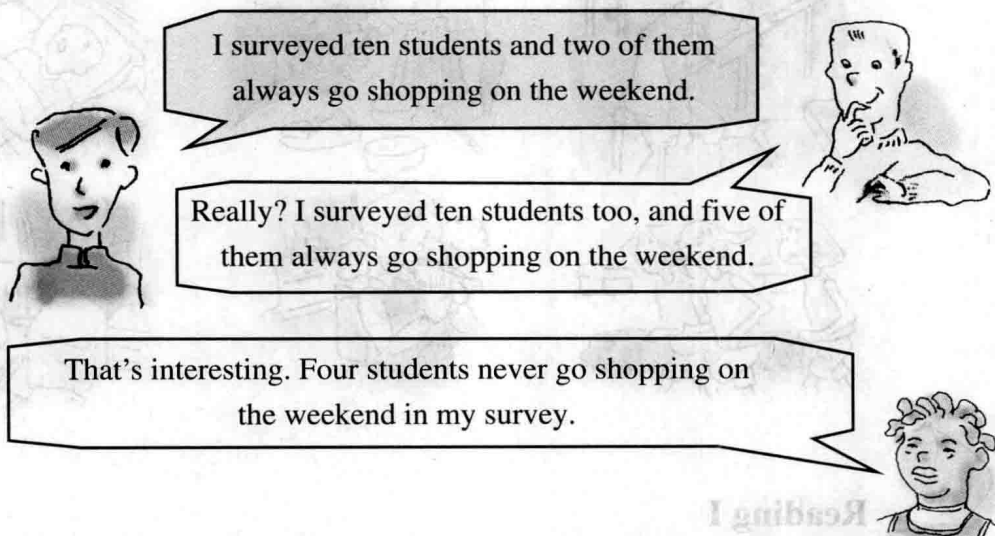 I surveyed ten students and two of them
always go shopping on the weekend.
Really? I surveyed ten students too, and five of
them always go shopping on the weekend.
That's interesting. Four students never go shopping on
the weekend in my survey.
Reading I